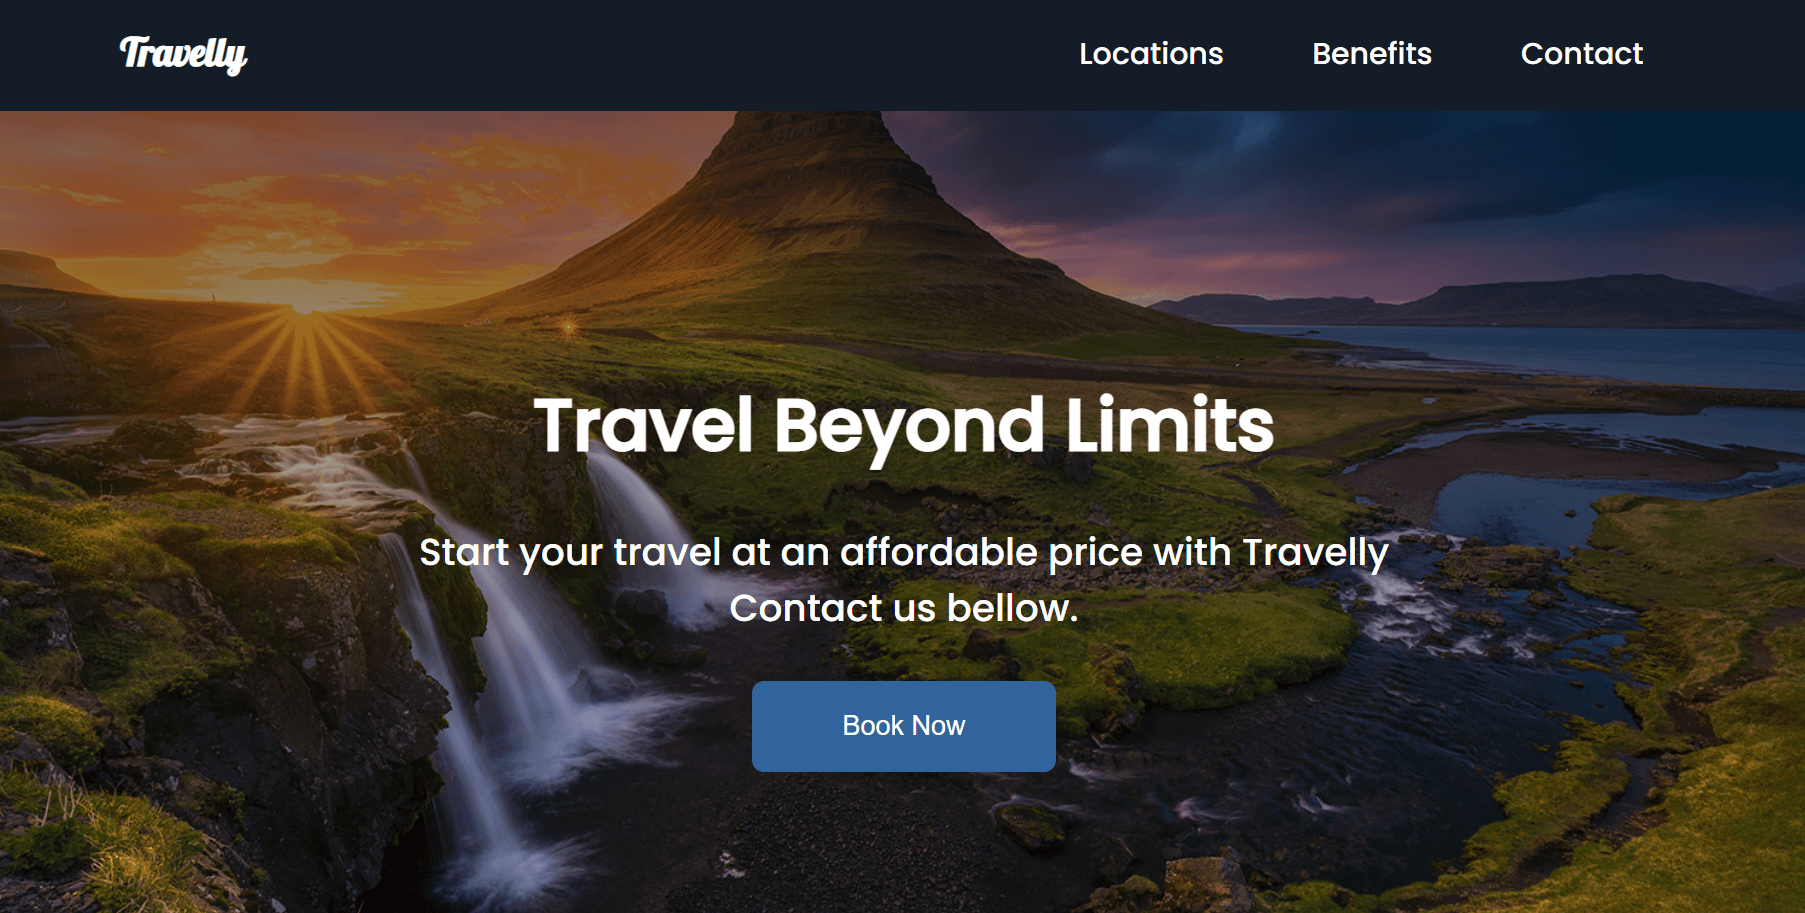 Travelly
Locations Benefits Contact
Travel Beyond Limits
Start your travel at an affordable price with Travelly
Contact us bellow.
Book Now